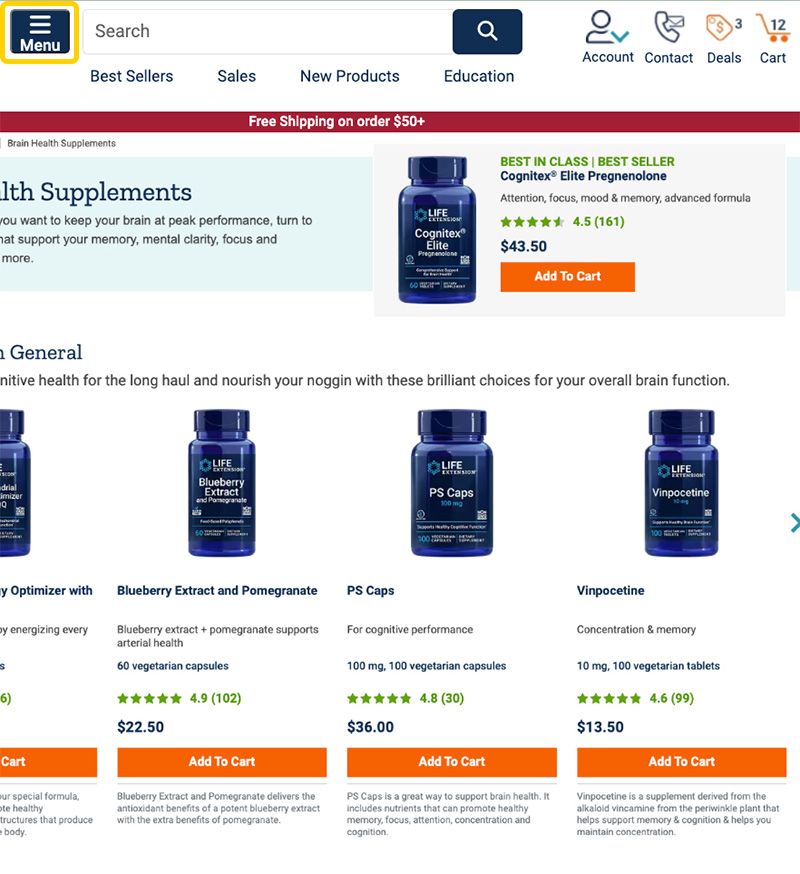 Menu
Search
Account
Contact
3
Deals
12
Cart
Best Sellers
Sales
New Products
Education
Free Shipping on order $50+
Brain Health Supplements
lth Supplements
you want to keep your brain at peak performance, turn to
hat support your memory, mental clarity, focus and
more.
LIFE
EXTENSION
Cognitex®
Elite
Pregnenolone
Comprehensive Support
for Brain Health
60 VEGETARIAN TABLETS DIETARY SUPPLEMENT
BEST IN CLASS | BEST SELLER
Cognitex® Elite Pregnenolone
Attention, focus, mood & memory, advanced formula
4.5 (161)
$43.50
Add To Cart
General
nitive health for the long haul and nourish your noggin with these brilliant choices for your overall brain function.
LIFE
EXTENSION
Blueberry
Extract
and Pomegranate
Food-Based Polyphenols
60 VEGETARIAN CAPSULES DIETARY SUPPLEMENT
LIFE
EXTENSION
PS Caps
100 mg
Supports Healthy Cognitive Function
100 VEGETARIAN CAPSULES DIETARY SUPPLEMENT
LIFE
EXTENSION
Vinpocetine
10 mg
Supports Healthy Brain Function
100 VEGETARIAN TABLETS DIETARY SUPPLEMENT
y Optimizer with
by energizing every
s
6)
Cart
ur special formula,
ote healthy
tructures that produce
e body.
Blueberry Extract and Pomegranate
Blueberry extract + pomegranate supports
arterial health
60 vegetarian capsules
4.9 (102)
$22.50
Add To Cart
Blueberry Extract and Pomegranate delivers the
antioxidant benefits of a potent blueberry extract
with the extra benefits of pomegranate.
PS Caps
For cognitive performance
100 mg, 100 vegetarian capsules
4.8 (30)
$36.00
Add To Cart
PS Caps is a great way to support brain health. It
includes nutrients that can promote healthy
memory, focus, attention, concentration and
cognition.
Vinpocetine
Concentration & memory
10 mg, 100 vegetarian tablets
4.6 (99)
$13.50
Add To Cart
Vinpocetine is a supplement derived from the
alkaloid vincamine from the periwinkle plant that
helps support memory & cognition & helps you
maintain concentration.